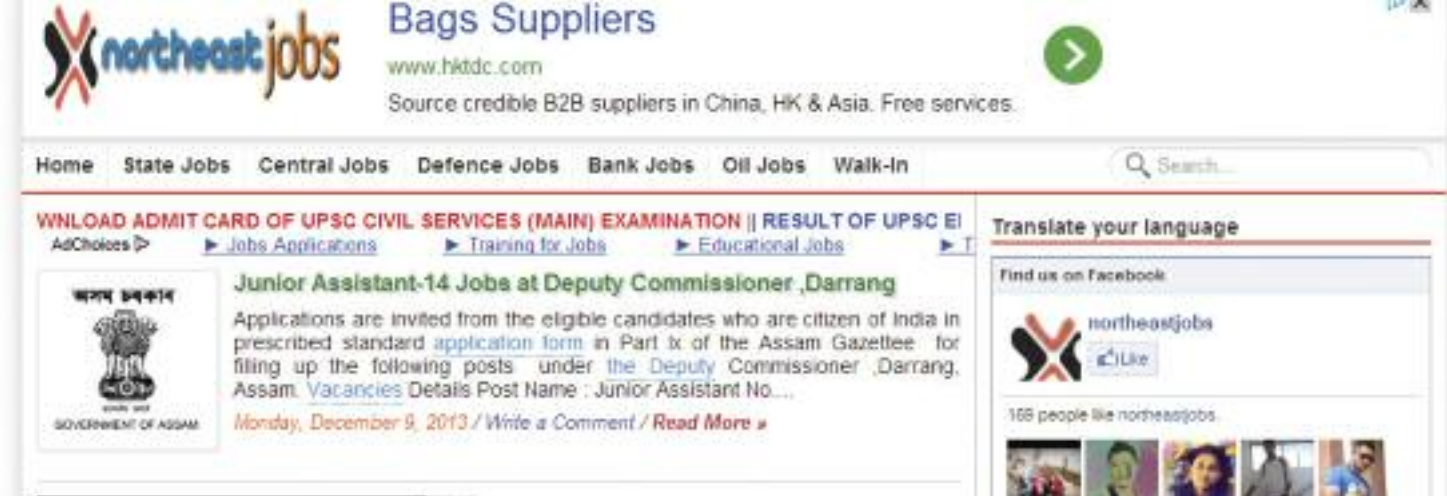 northeastjobs
Bags Suppliers
www.hktdc.com
Source credible B2B suppliers in China, HK & Asia. Free services.
Home State Jobs Central Jobs Defence Jobs Bank Jobs Oil Jobs Walk-In
Search...
WNLOAD ADMIT CARD OF UPSC CIVIL SERVICES (MAIN) EXAMINATION || RESULT OF UPSC EI
AdChoices Jobs Applications Training for Jobs Educational Jobs T
অসম চৰকাৰ
GOVERNMENT OF ASSAM
Junior Assistant-14 Jobs at Deputy Commissioner ,Darrang
Applications are invited from the eligible candidates who are citizen of India in
prescribed standard application form in Part Ix of the Assam Gazettee for
filling up the following posts under the Deputy Commissioner ,Darrang,
Assam. Vacancies Details Post Name : Junior Assistant No....
Monday, December 9, 2013 / Write a Comment / Read More »
Translate your language
Find us on Facebook
northeastjobs
Like
169 people like northeastjobs.